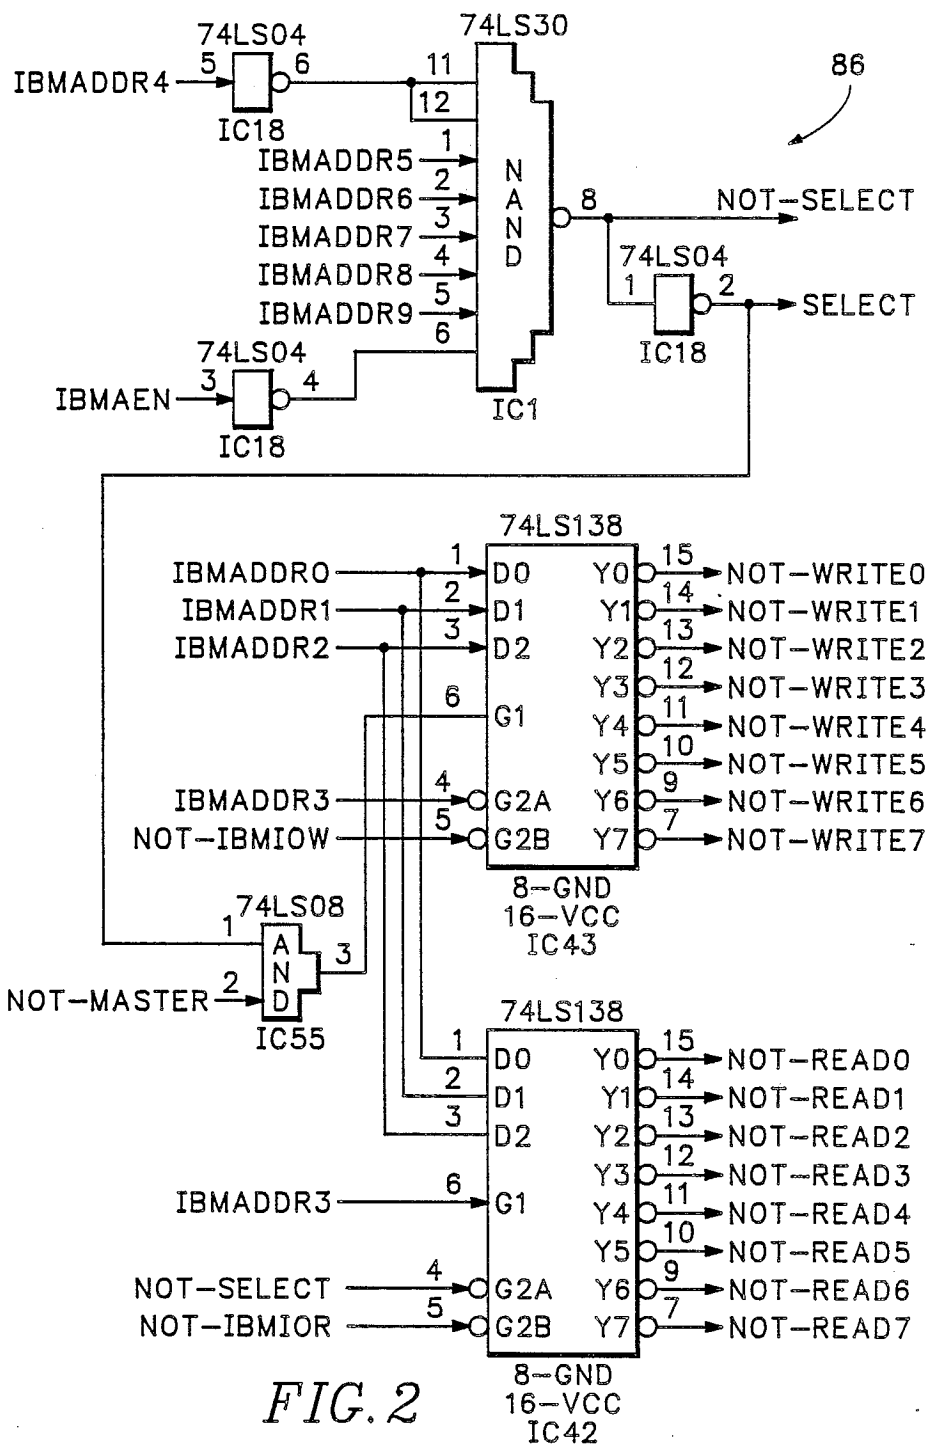 74LS04
74LS30
86
IBMADDR4 5 6 11
12
IC18
IBMADDR5 1
IBMADDR6 2
IBMADDR7 3
IBMADDR8 4
IBMADDR9 5
NAND
8 NOT-SELECT
74LS04
1 2 SELECT
IC18
74LS04
6
IBMAEN 3 4
IC18
IC1
74LS138
IBMADDR0 1 D0 Y0 15 NOT-WRITE0
IBMADDR1 2 D1 Y1 14 NOT-WRITE1
IBMADDR2 3 D2 Y2 13 NOT-WRITE2
Y3 12 NOT-WRITE3
6 G1 Y4 11 NOT-WRITE4
Y5 10 NOT-WRITE5
IBMADDR3 4 G2A Y6 9 NOT-WRITE6
NOT-IBMIOW 5 G2B Y7 7 NOT-WRITE7
8-GND
16-VCC
IC43
74LS08
1 AND 3
NOT-MASTER 2
IC55
74LS138
1 D0 Y0 15 NOT-READ0
2 D1 Y1 14 NOT-READ1
3 D2 Y2 13 NOT-READ2
Y3 12 NOT-READ3
IBMADDR3 6 G1 Y4 11 NOT-READ4
Y5 10 NOT-READ5
NOT-SELECT 4 G2A Y6 9 NOT-READ6
NOT-IBMIOR 5 G2B Y7 7 NOT-READ7
8-GND
16-VCC
IC42
FIG.2